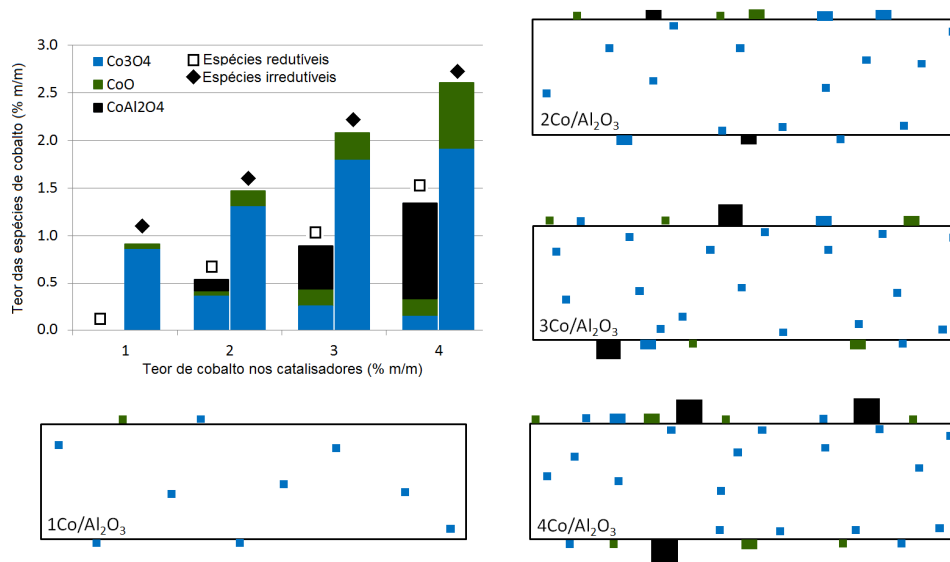 Teor das espécies de cobalto (% m/m)
3.0
2.5
2.0
1.5
1.0
0.5
0.0
Co3O4
CoO
CoAl2O4
Espécies redutíveis
Espécies irredutíveis
1 2 3 4
Teor de cobalto nos catalisadores (% m/m)
1Co/Al₂O₃
2Co/Al₂O₃
3Co/Al₂O₃
4Co/Al₂O₃